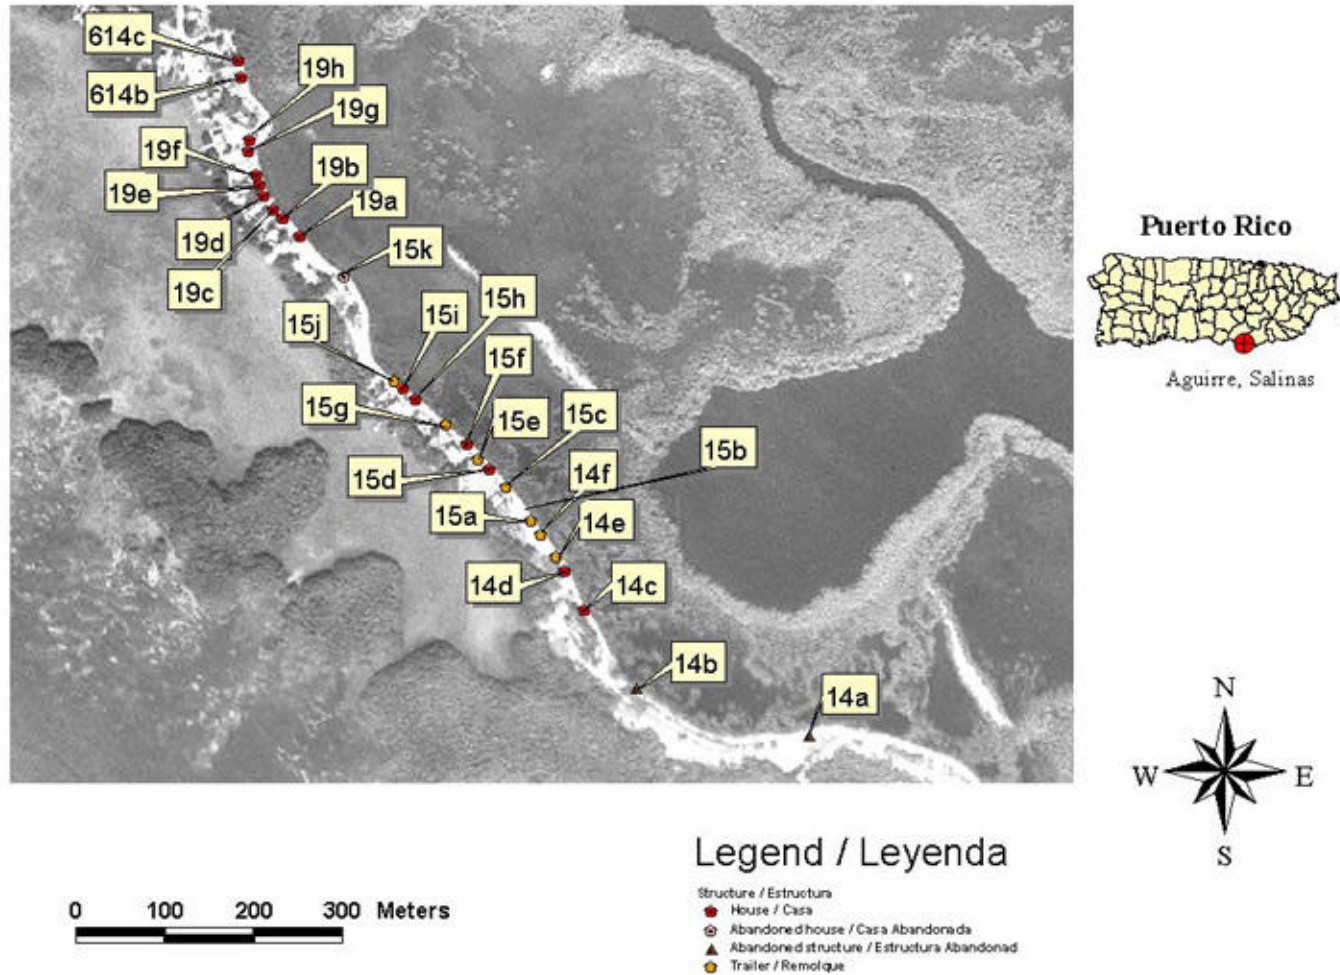 614c
614b
19h
19g
19f
19b
19e
19a
19d
15k
19c
15h
15j
15i
15f
15g
15e
15c
15b
15d
14f
15a
14e
14d
14c
14b
14a
Puerto Rico
Aguirre, Salinas
N
W E
S
0 100 200 300 Meters
Legend / Leyenda
Structure / Estructura
House / Casa
Abandoned house / Casa Abandonada
Abandoned structure / Estructura Abandonad
Trailer / Remolque